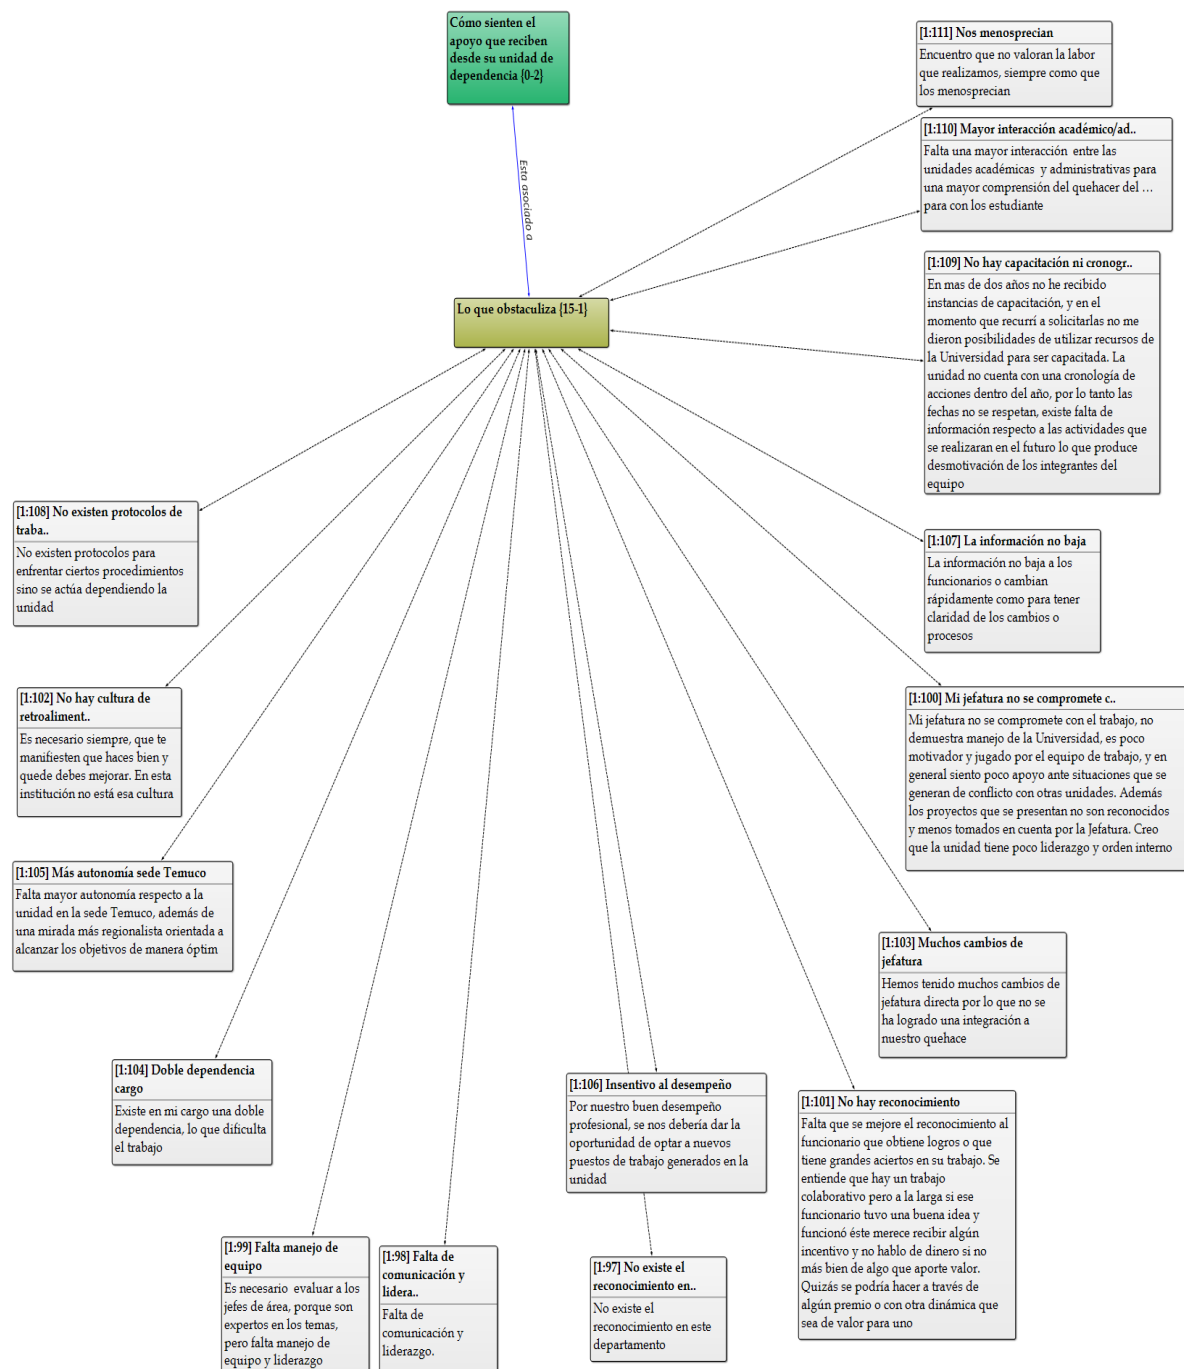 Cómo sienten el
apoyo que reciben
desde su unidad de
dependencia {0-2}
Esta asociado a
Lo que obstaculiza {15-1}
[1:111] Nos menosprecian
Encuentro que no valoran la labor
que realizamos, siempre como que
los menosprecian
[1:110] Mayor interacción académico/ad..
Falta una mayor interacción entre las
unidades académicas y administrativas para
una mayor comprensión del quehacer del ...
para con los estudiante
[1:109] No hay capacitación ni cronogr..
En mas de dos años no he recibido
instancias de capacitación, y en el
momento que recurrí a solicitarlas no me
dieron posibilidades de utilizar recursos de
la Universidad para ser capacitada. La
unidad no cuenta con una cronología de
acciones dentro del año, por lo tanto las
fechas no se respetan, existe falta de
información respecto a las actividades que
se realizaran en el futuro lo que produce
desmotivación de los integrantes del
equipo
[1:108] No existen protocolos de
traba..
No existen protocolos para
enfrentar ciertos procedimientos
sino se actúa dependiendo la
unidad
[1:107] La información no baja
La información no baja a los
funcionarios o cambian
rápidamente como para tener
claridad de los cambios o
procesos
[1:102] No hay cultura de
retroaliment..
Es necesario siempre, que te
manifiesten que haces bien y
quede debes mejorar. En esta
institución no está esa cultura
[1:100] Mi jefatura no se compromete c..
Mi jefatura no se compromete con el trabajo, no
demuestra manejo de la Universidad, es poco
motivador y jugado por el equipo de trabajo, y en
general siento poco apoyo ante situaciones que se
generan de conflicto con otras unidades. Además
los proyectos que se presentan no son reconocidos
y menos tomados en cuenta por la Jefatura. Creo
que la unidad tiene poco liderazgo y orden interno
[1:105] Más autonomía sede Temuco
Falta mayor autonomía respecto a la
unidad en la sede Temuco, además de
una mirada más regionalista orientada a
alcanzar los objetivos de manera óptim
[1:103] Muchos cambios de
jefatura
Hemos tenido muchos cambios de
jefatura directa por lo que no se
ha logrado una integración a
nuestro quehace
[1:104] Doble dependencia
cargo
Existe en mi cargo una doble
dependencia, lo que dificulta
el trabajo
[1:106] Insentivo al desempeño
Por nuestro buen desempeño
profesional, se nos debería dar la
oportunidad de optar a nuevos
puestos de trabajo generados en la
unidad
[1:101] No hay reconocimiento
Falta que se mejore el reconocimiento al
funcionario que obtiene logros o que
tiene grandes aciertos en su trabajo. Se
entiende que hay un trabajo
colaborativo pero a la larga si ese
funcionario tuvo una buena idea y
funcionó éste merece recibir algún
incentivo y no hablo de dinero si no
más bien de algo que aporte valor.
Quizás se podría hacer a través de
algún premio o con otra dinámica que
sea de valor para uno
[1:99] Falta manejo de
equipo
Es necesario evaluar a los
jefes de área, porque son
expertos en los temas,
pero falta manejo de
equipo y liderazgo
[1:98] Falta de
comunicación y
lidera..
Falta de
comunicación y
liderazgo.
[1:97] No existe el
reconocimiento en..
No existe el
reconocimiento en este
departamento